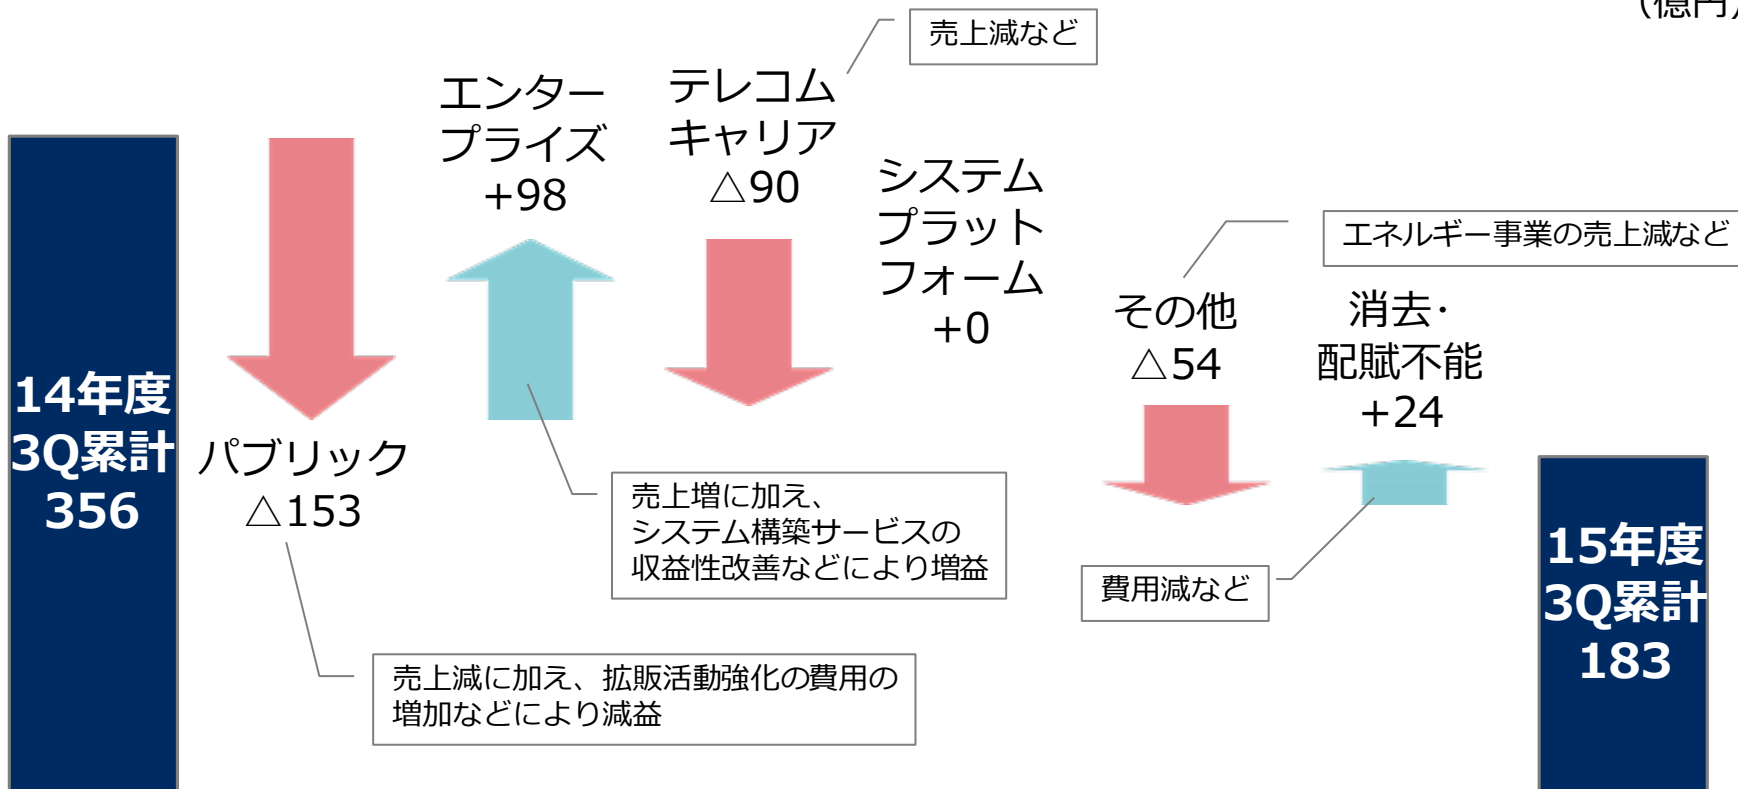 (億円)
14年度
3Q累計
356
パブリック
△153
売上減に加え、拡販活動強化の費用の
増加などにより減益
エンター
プライズ
+98
売上増に加え、
システム構築サービスの
収益性改善などにより増益
テレコム
キャリア
△90
売上減など
システム
プラット
フォーム
+0
その他
△54
エネルギー事業の売上減など
消去・
配賦不能
+24
費用減など
15年度
3Q累計
183